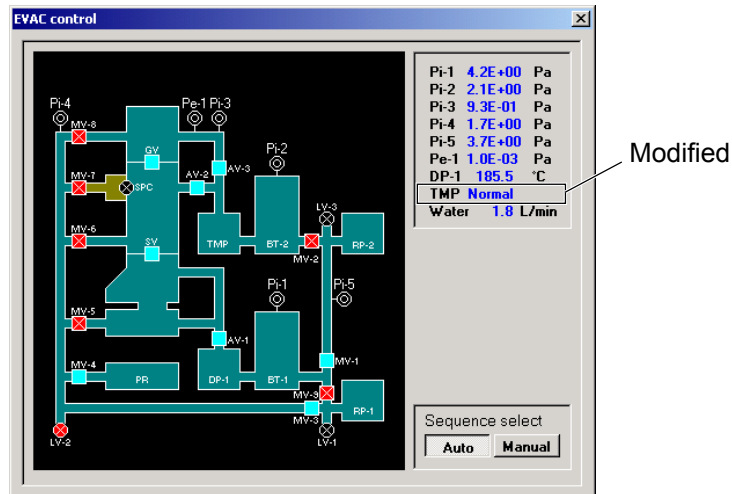 EVAC control
Pi-4
Pe-1 Pi-3
MV-8
GV
Pi-2
AV-3
MV-7
SPC
AV-2
LV-3
MV-6
SV
TMP
BT-2
MV-2
RP-2
Pi-1
Pi-5
MV-5
AV-1
MV-4
PR
DP-1
BT-1
MV-1
MV-9
MV-3
RP-1
LV-2
LV-1
Pi-1 4.2E+00 Pa
Pi-2 2.1E+00 Pa
Pi-3 9.3E-01 Pa
Pi-4 1.7E+00 Pa
Pi-5 3.7E+00 Pa
Pe-1 1.0E-03 Pa
DP-1 185.5 °C
TMP Normal
Water 1.8 L/min
Modified
Sequence select
Auto Manual